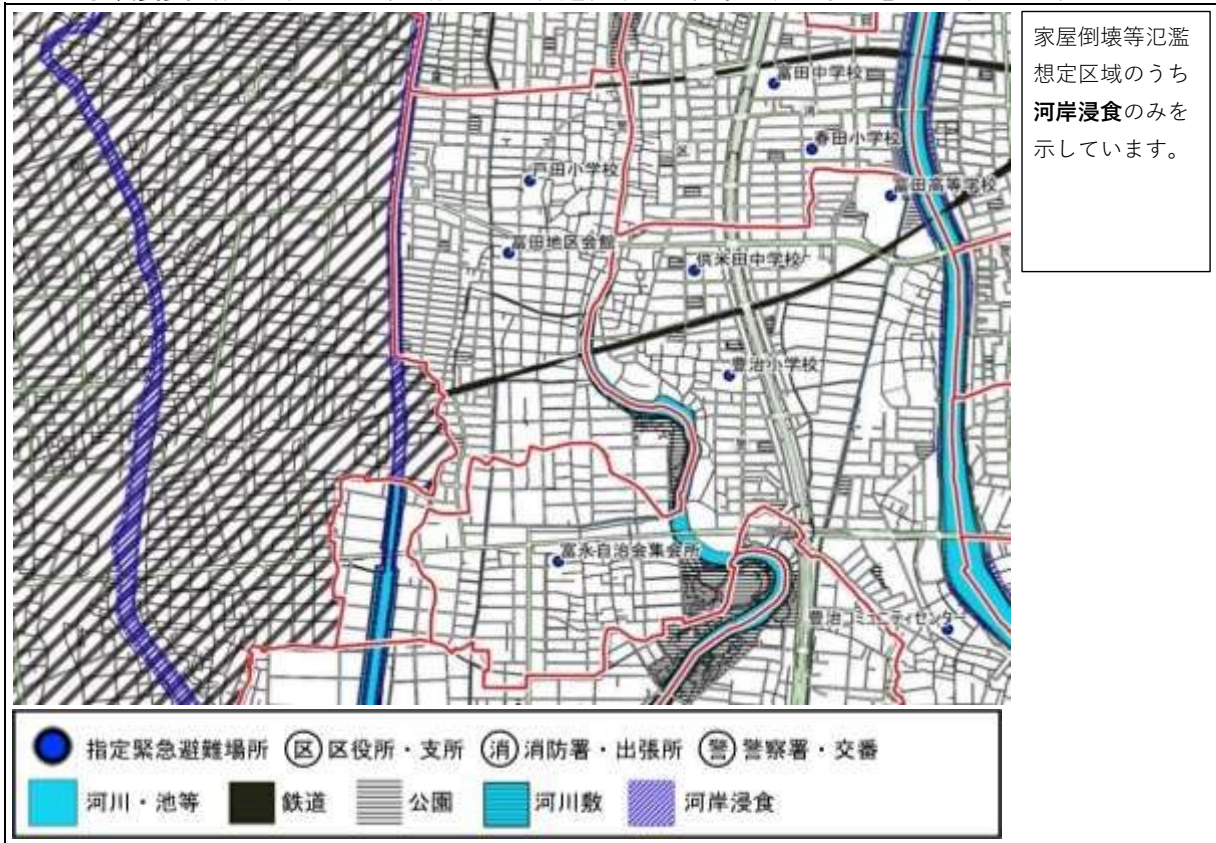 家屋倒壊等氾濫
想定区域のうち
河岸浸食のみを
示しています。
富田中学校
春田小学校
戸田小学校
富田高等学校
富田地区会館
供米田中学校
豊治小学校
富永自治会集会所
豊治コミュニティセンター
指定緊急避難場所 区 区役所・支所 消 消防署・出張所 警 警察署・交番
河川・池等 鉄道 公園 河川敷 河岸浸食